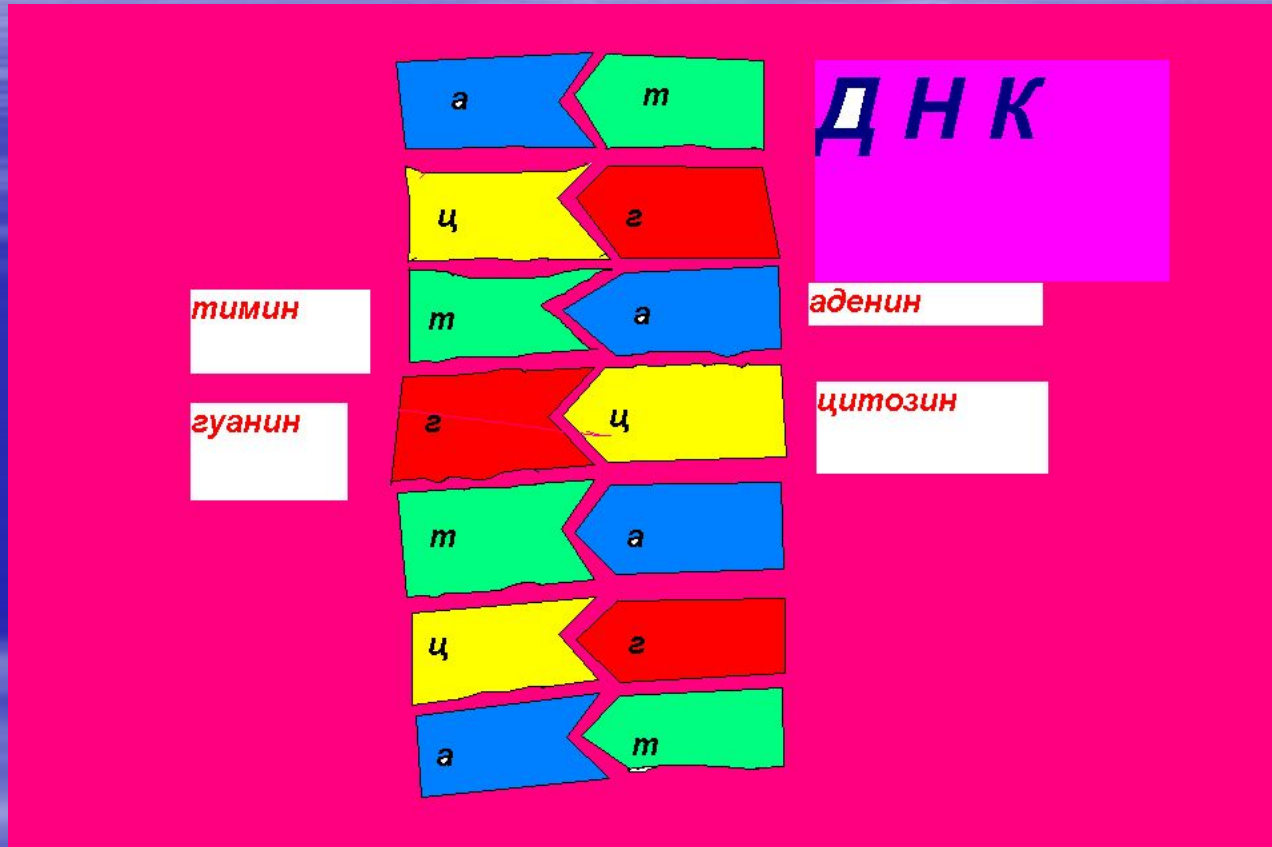 а т
Д Н К
ц г
тимин
т а
аденин
гуанин
г ц
цитозин
т а
ц г
а т